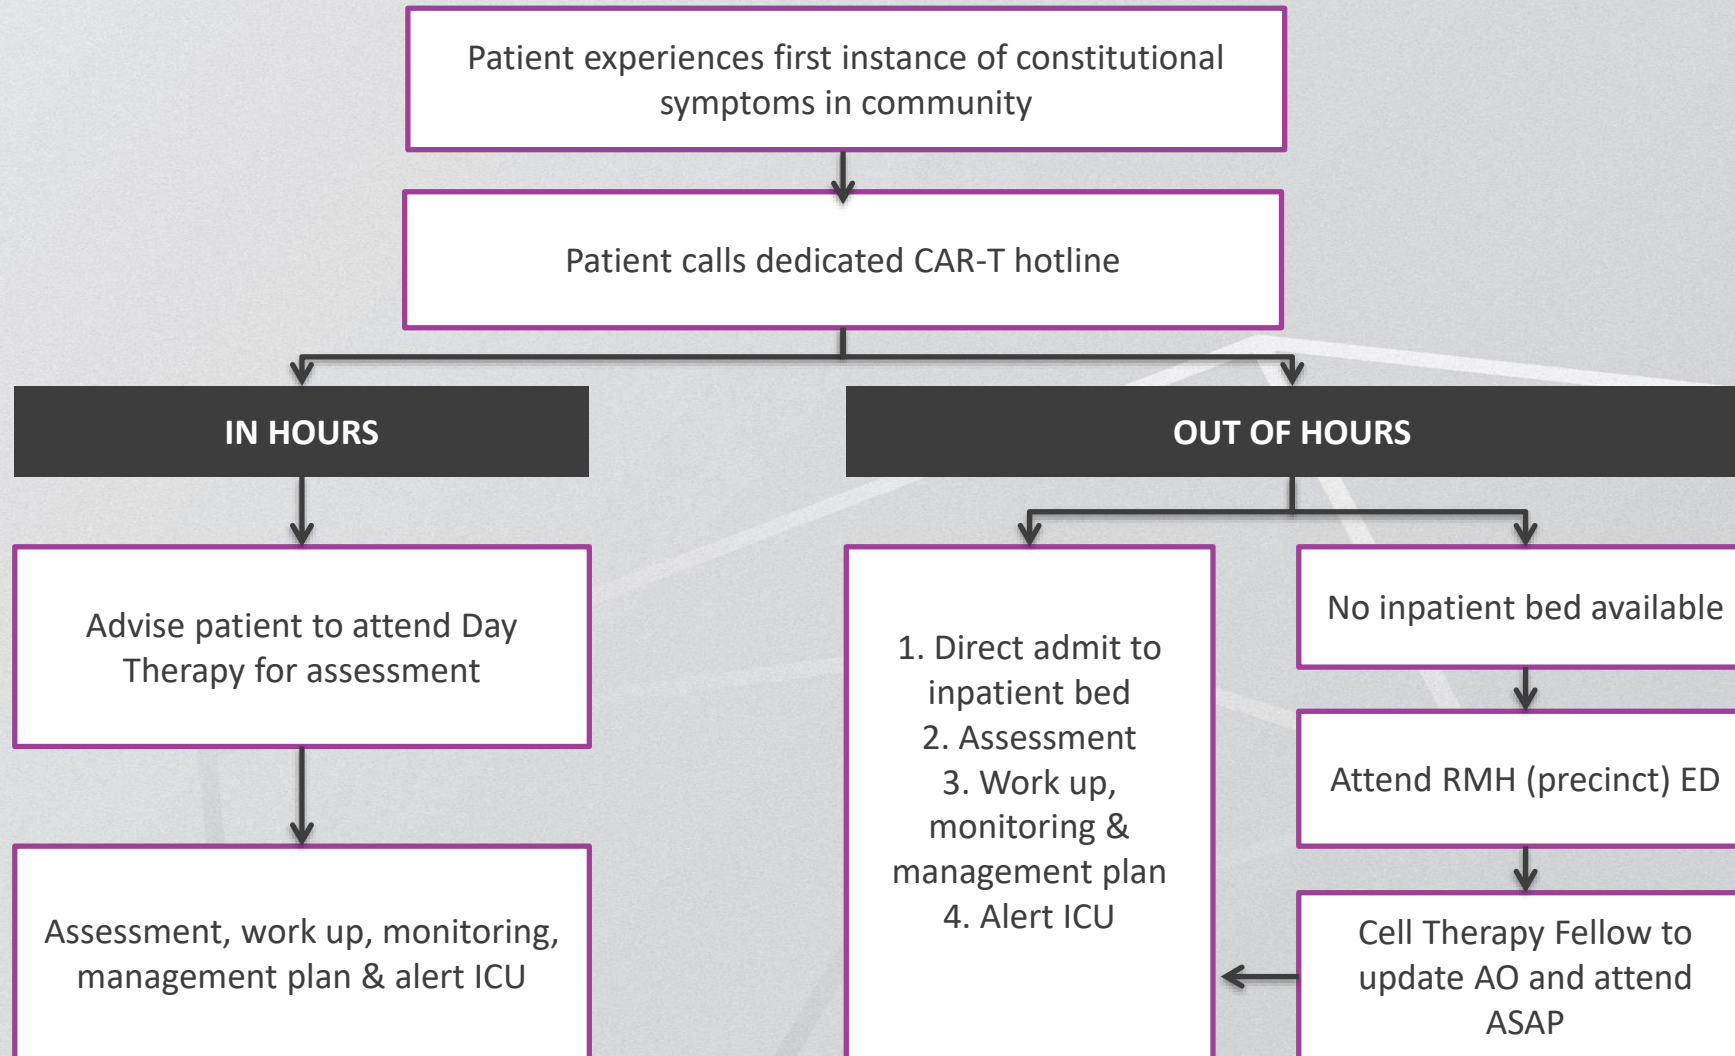 Patient experiences first instance of constitutional
symptoms in community
Patient calls dedicated CAR-T hotline
IN HOURS
OUT OF HOURS
Advise patient to attend Day
Therapy for assessment
Assessment, work up, monitoring,
management plan & alert ICU
1. Direct admit to
inpatient bed
2. Assessment
3. Work up,
monitoring &
management plan
4. Alert ICU
No inpatient bed available
Attend RMH (precinct) ED
Cell Therapy Fellow to
update AO and attend
ASAP